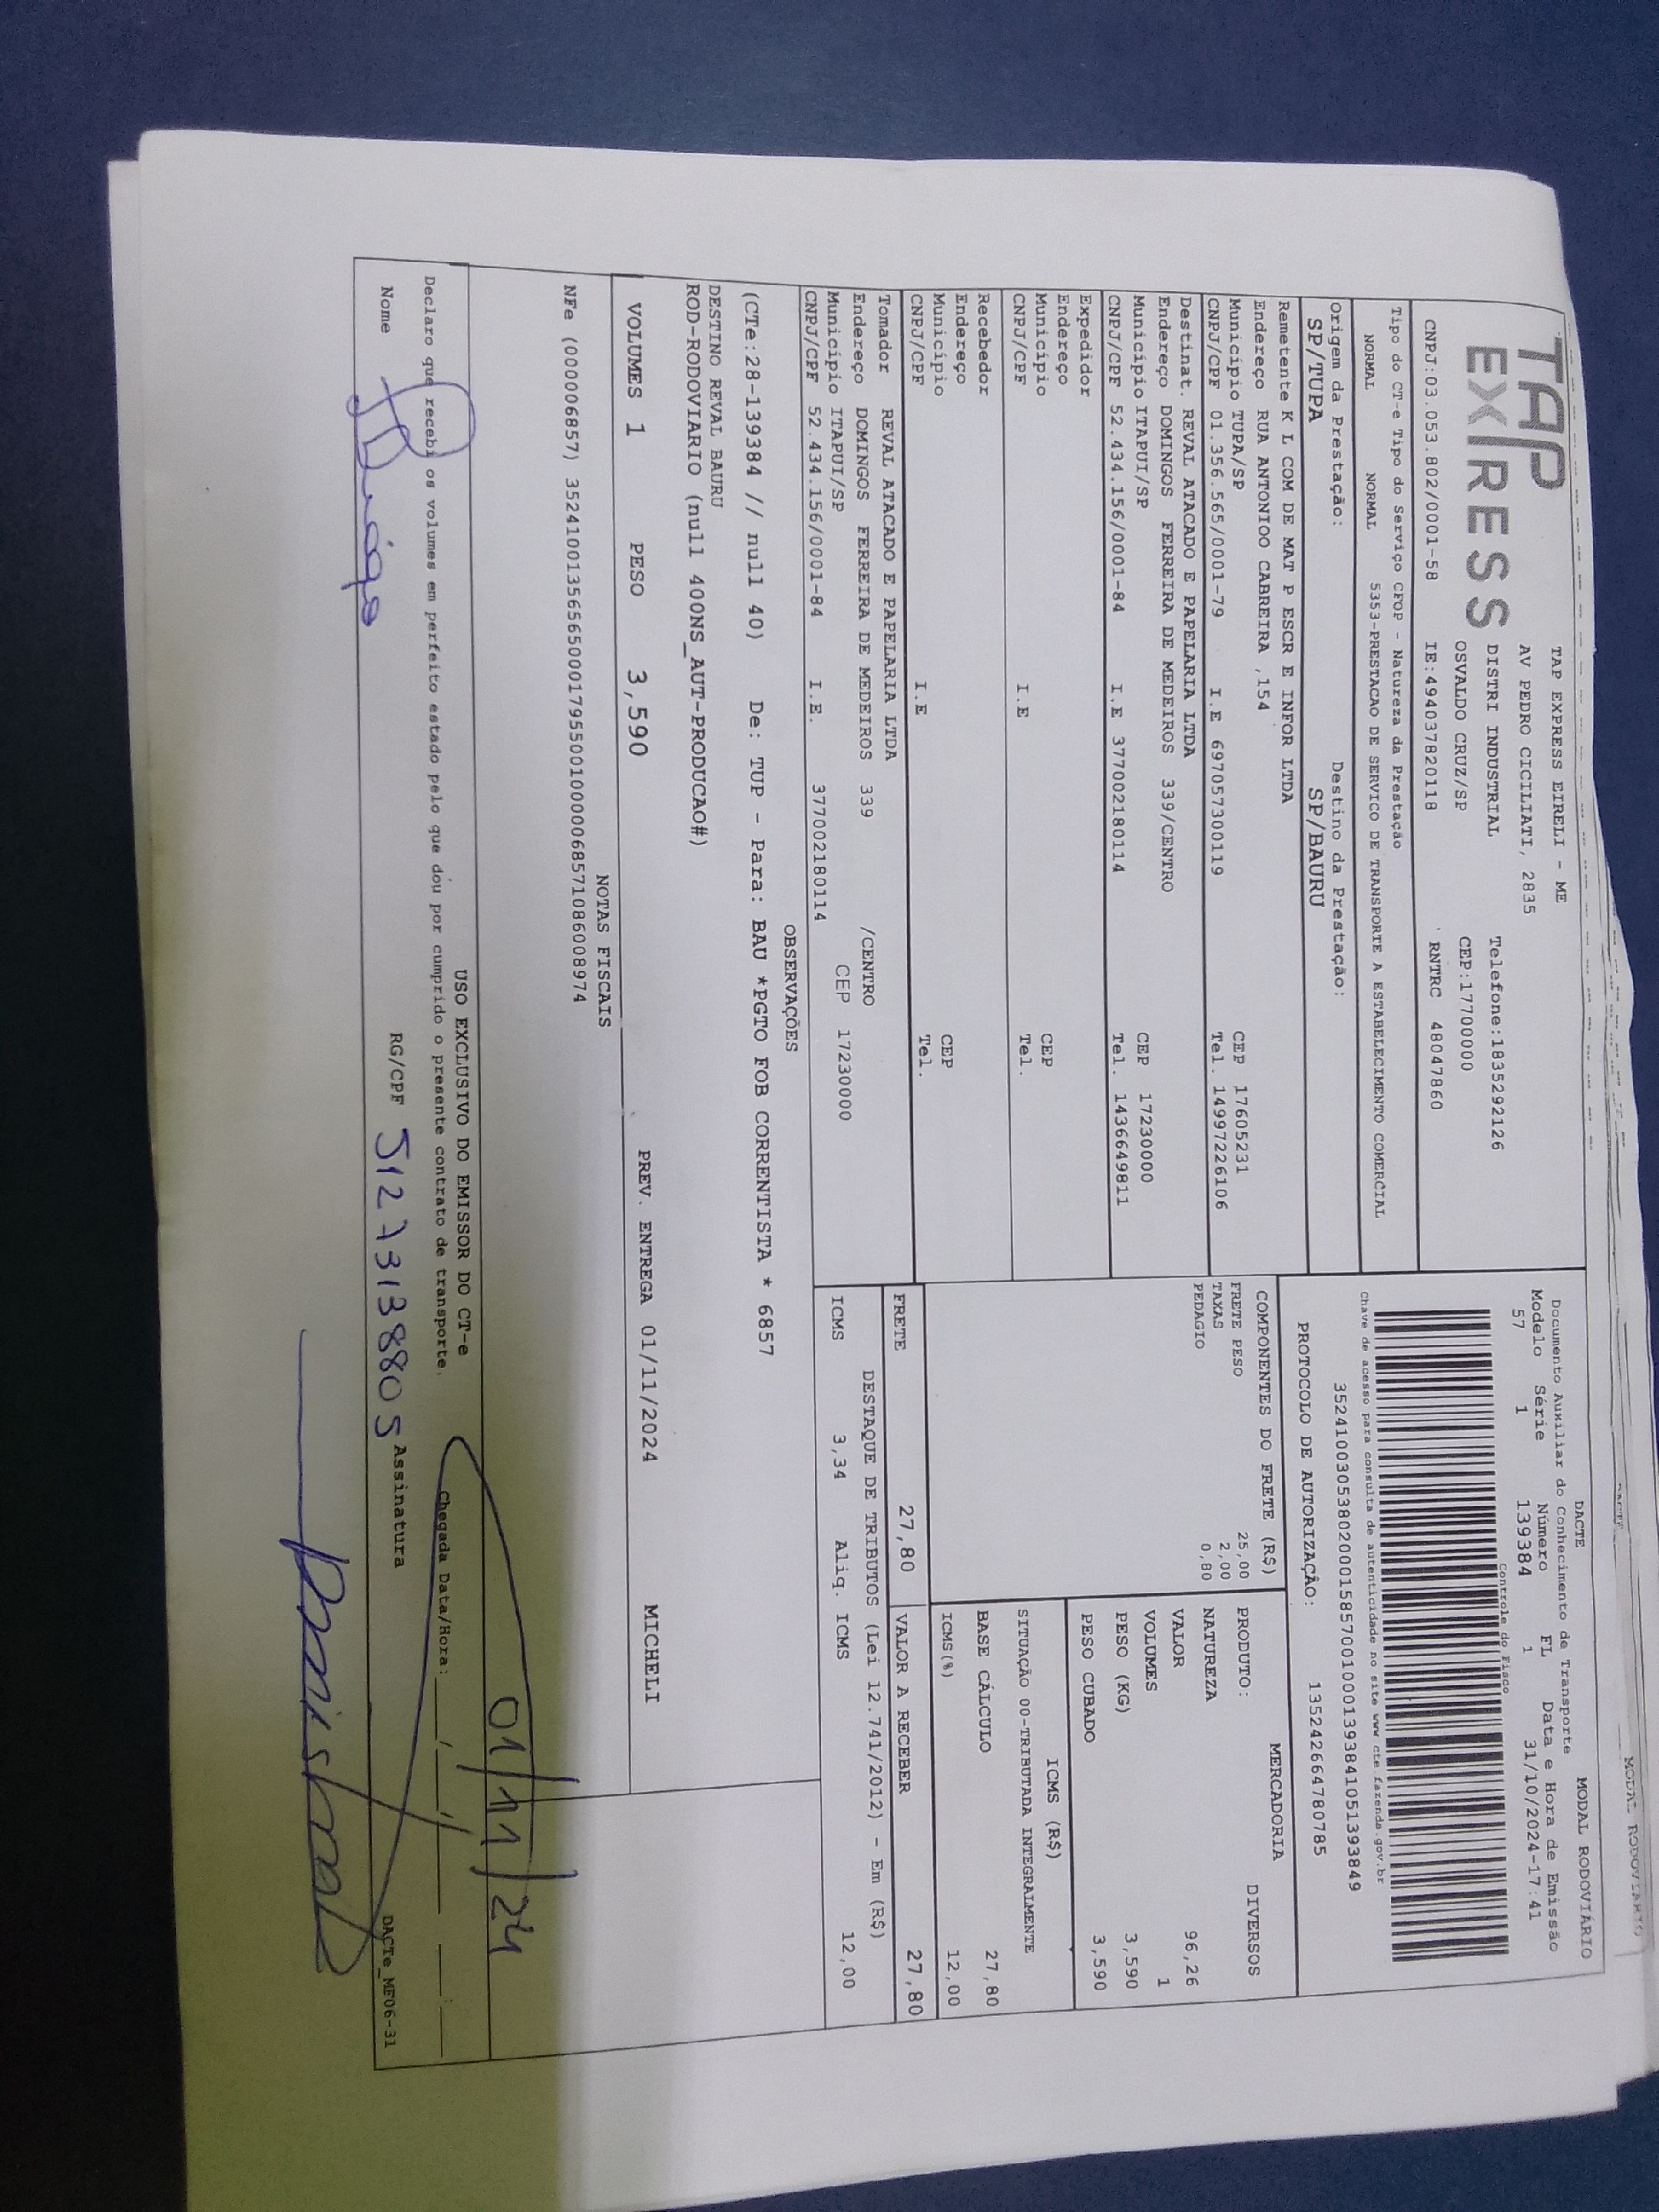 TAP
EXPRESS
TAP EXPRESS EIRELI - ME
AV PEDRO CICILIATI, 2835
DISTRI INDUSTRIAL Telefone:1835292126
OSVALDO CRUZ/SP CEP:17700000
CNPJ:03.053.802/0001-58 IE:494037820118 RNTRC 48047860
Tipo do CT-e Tipo do Serviço CFOP - Natureza da Prestação
NORMAL NORMAL 5353-PRESTACAO DE SERVICO DE TRANSPORTE A ESTABELECIMENTO COMERCIAL
Origem da Prestação: Destino da Prestação:
SP/TUPA SP/BAURU
DACTE MODAL RODOVIÁRIO
Documento Auxiliar do Conhecimento de Transporte
Modelo Série Número FL Data e Hora de Emissão
57 1 139384 1 31/10/2024-17:41
Controle do Fisco
Chave de acesso para consulta de autenticidade no site www cte fazenda gov.br
35241003053802000158570010001393841051393849
PROTOCOLO DE AUTORIZAÇÃO: 135242664780785
Remetente K L COM DE MAT P ESCR E INFOR LTDA
Endereço RUA ANTONIDO CABREIRA ,154
Municipio TUPA/SP CEP 17605231
CNPJ/CPF 01.356.565/0001-79 I.E 697057300119 Tel. 14997226106
Destinat. REVAL ATACADO E PAPELARIA LTDA
Endereço DOMINGOS FERREIRA DE MEDEIROS 339/CENTRO
Município ITAPUI/SP CEP 17230000
CNPJ/CPF 52.434.156/0001-84 I.E 377002180114 Tel. 1436649811
Expedidor
Endereço
Município CEP
CNPJ/CPF I.E Tel.
Recebedor
Endereço
Município CEP
CNPJ/CPF I.E Tel.
Tomador REVAL ATACADO E PAPELARIA LTDA
Endereço DOMINGOS FERREIRA DE MEDEIROS 339 /CENTRO
Município ITAPUI/SP CEP 17230000
CNPJ/CPF 52.434.156/0001-84 I.E. 377002180114
COMPONENTES DO FRETE (R$)
FRETE PESO 25,00
TAXAS 2,00
PEDAGIO 0,80
MERCADORIA
PRODUTO: DIVERSOS
NATUREZA
VALOR 96,26
VOLUMES 1
PESO (KG) 3,590
PESO CUBADO 3,590
ICMS (R$)
SITUAÇÃO 00-TRIBUTADA INTEGRALMENTE
BASE CÁLCULO 27,80
ICMS(%) 12,00
FRETE 27,80 VALOR A RECEBER 27,80
DESTAQUE DE TRIBUTOS (Lei 12.741/2012) - Em (R$)
ICMS 3,34 Aliq. ICMS 12,00
OBSERVAÇÕES
(CTe:28-139384 // null 40) De: TUP - Para: BAU *PGTO FOB CORRENTISTA * 6857
DESTINO REVAL BAURU
ROD-RODOVIARIO (null 400NS_AUT-PRODUCAO#)
VOLUMES 1 PESO 3,590 PREV. ENTREGA 01/11/2024 MICHELI
NOTAS FISCAIS
NFe (000006857) 35241001356565000179550010000068571086008974
01/11/24
USO EXCLUSIVO DO EMISSOR DO CT-e
Declaro que recebi os volumes em perfeito estado pelo que dou por cumprido o presente contrato de transporte. Chegada Data/Hora: ___/___/___ ___:___
Nome RG/CPF 51273138805 Assinatura DACTe_MF06-31